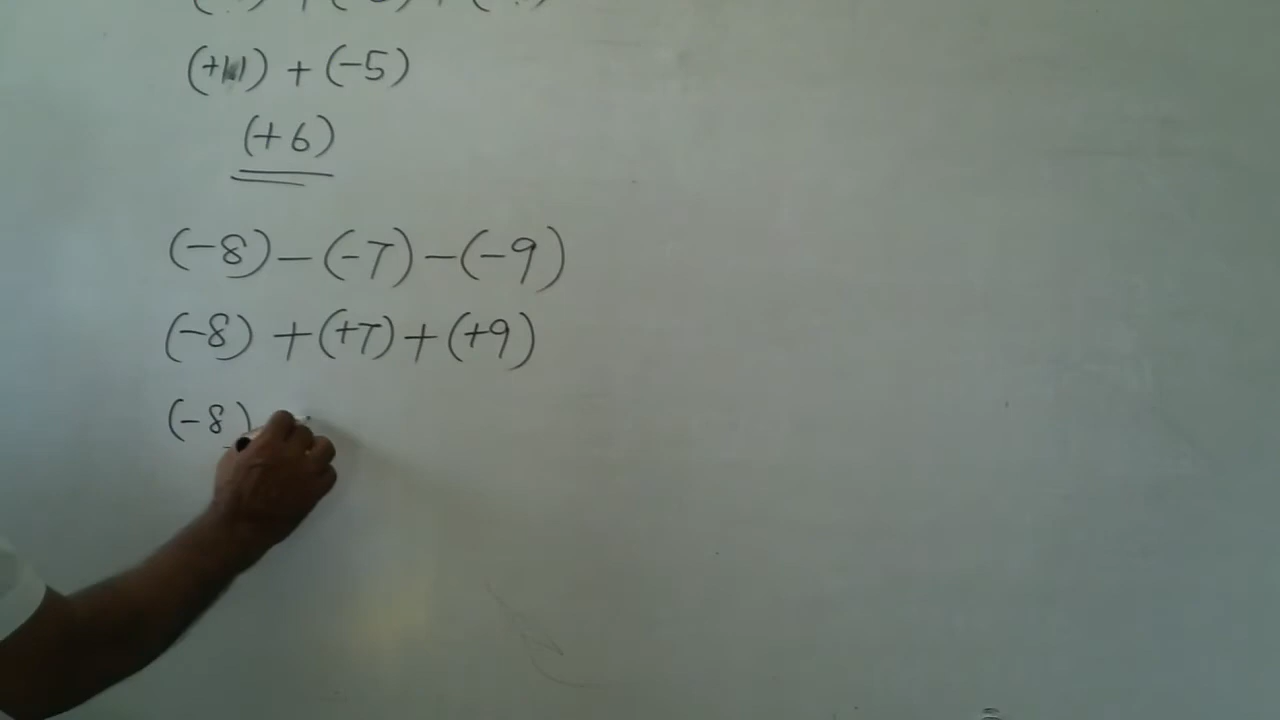 (+11) + (-5)
(+6)
(-8) - (-7) - (-9)
(-8) + (+7) + (+9)
(-8)